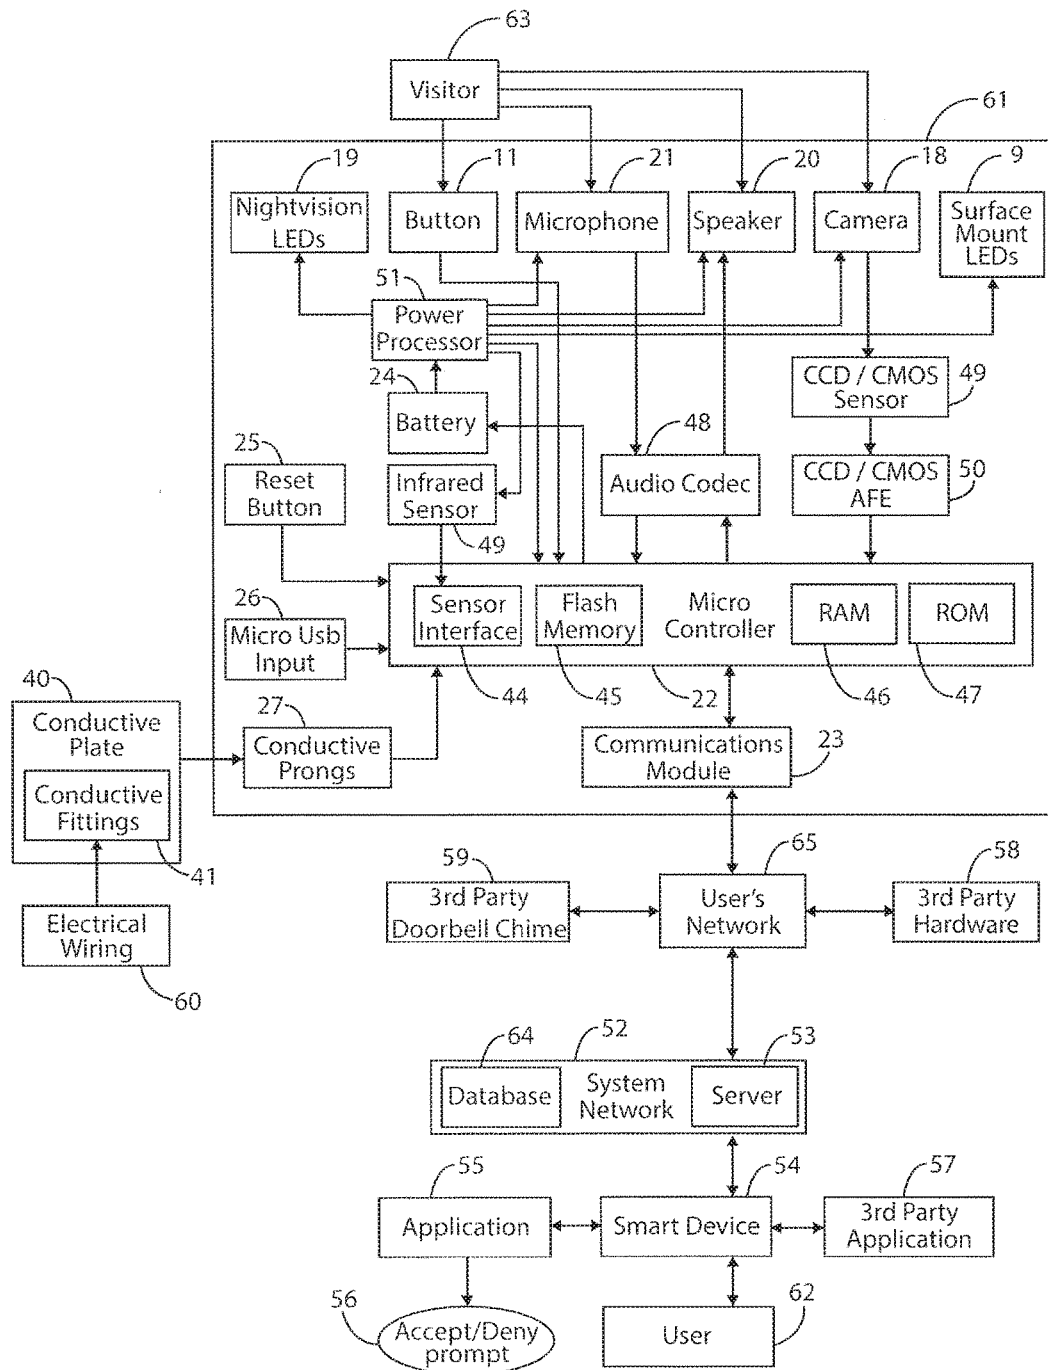 63
Visitor
61
19
11
21
20
18
9
Nightvision
LEDs
Button
Microphone
Speaker
Camera
Surface
Mount
LEDs
51
Power
Processor
24
Battery
CCD / CMOS
Sensor
49
25
Reset
Button
Infrared
Sensor
49
48
Audio Codec
CCD / CMOS
AFE
50
26
Micro Usb
Input
Sensor
Interface
Flash
Memory
Micro
Controller
RAM
ROM
44
45
22
46
47
40
Conductive
Plate
Conductive
Fittings
41
27
Conductive
Prongs
Communications
Module
23
Electrical
Wiring
60
59
3rd Party
Doorbell Chime
65
User's
Network
58
3rd Party
Hardware
64
52
53
Database
System
Network
Server
55
54
57
Application
Smart Device
3rd Party
Application
56
Accept/Deny
prompt
User
62